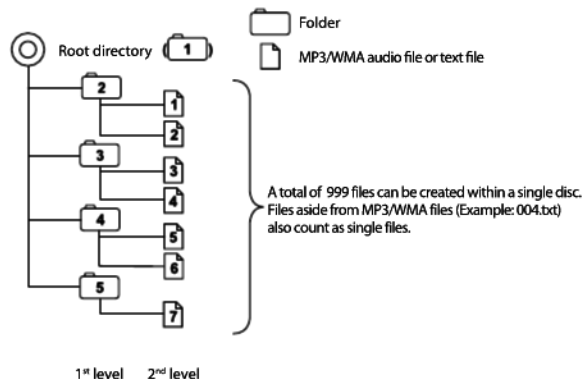 Folder
Root directory 1
MP3/WMA audio file or text file
2
1
2
3
3
4
4
5
6
5
7
A total of 999 files can be created within a single disc.
Files aside from MP3/WMA files (Example: 004.txt)
also count as single files.
1st level 2nd level